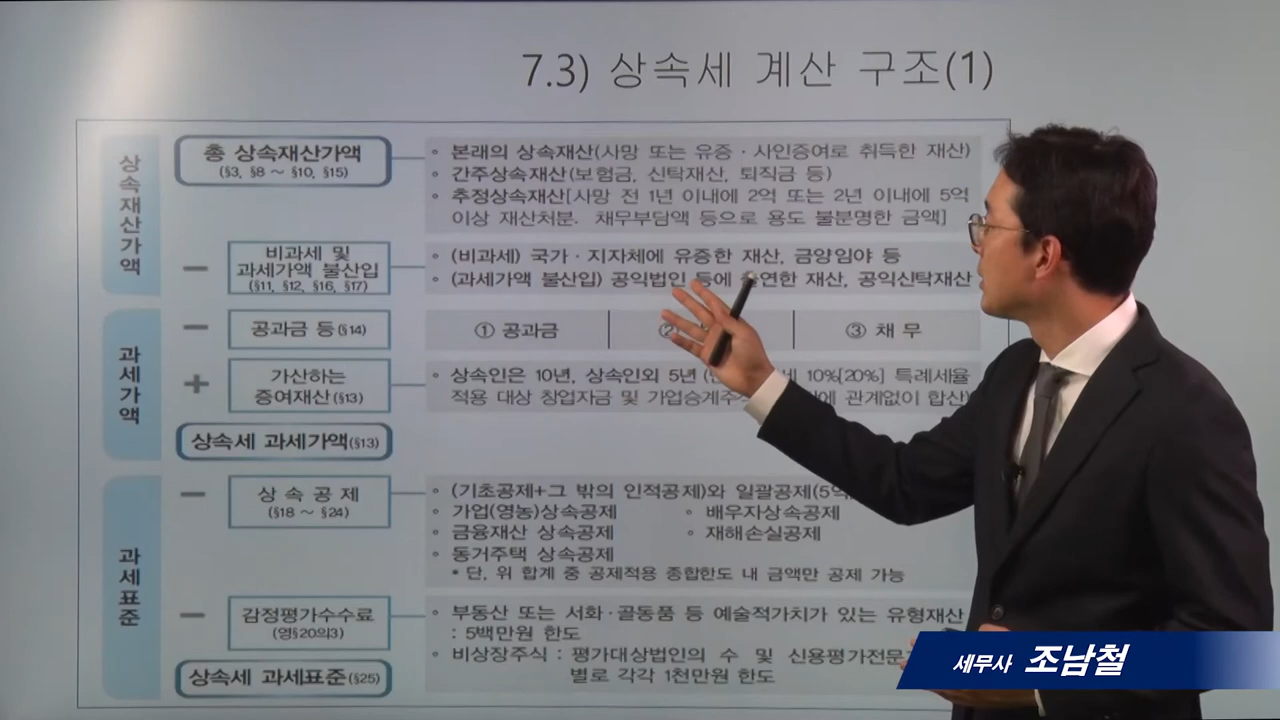 7.3) 상속세 계산 구조(1)
상속재산가액
총 상속재산가액
(§3, §8 ~ §10, §15)
◦ 본래의 상속재산(사망 또는 유증 · 사인증여로 취득한 재산)
◦ 간주상속재산(보험금, 신탁재산, 퇴직금 등)
◦ 추정상속재산[사망 전 1년 이내에 2억 또는 2년 이내에 5억
이상 재산처분. 채무부담액 등으로 용도 불분명한 금액]
−
비과세 및
과세가액 불산입
(§11, §12, §16, §17)
◦ (비과세) 국가 · 지자체에 유증한 재산, 금양임야 등
◦ (과세가액 불산입) 공익법인 등에 출연한 재산, 공익신탁재산
과세가액
−
공과금 등(§14)
① 공과금
②
③ 채 무
+
가산하는
증여재산(§13)
◦ 상속인은 10년, 상속인외 5년 10%[20%] 특례세율
적용 대상 창업자금 및 가업승계주 관계없이 합산)
상속세 과세가액(§13)
과세표준
−
상 속 공 제
(§18 ~ §24)
◦ (기초공제+그 밖의 인적공제)와 일괄공제(5억
◦ 가업(영농)상속공제 ◦ 배우자상속공제
◦ 금융재산 상속공제 ◦ 재해손실공제
◦ 동거주택 상속공제
* 단, 위 합계 중 공제적용 종합한도 내 금액만 공제 가능
−
감정평가수수료
(영§20의3)
◦ 부동산 또는 서화 · 골동품 등 예술적가치가 있는 유형재산
: 5백만원 한도
◦ 비상장주식 : 평가대상법인의 수 및 신용평가전문
별로 각각 1천만원 한도
상속세 과세표준(§25)
세무사 조남철